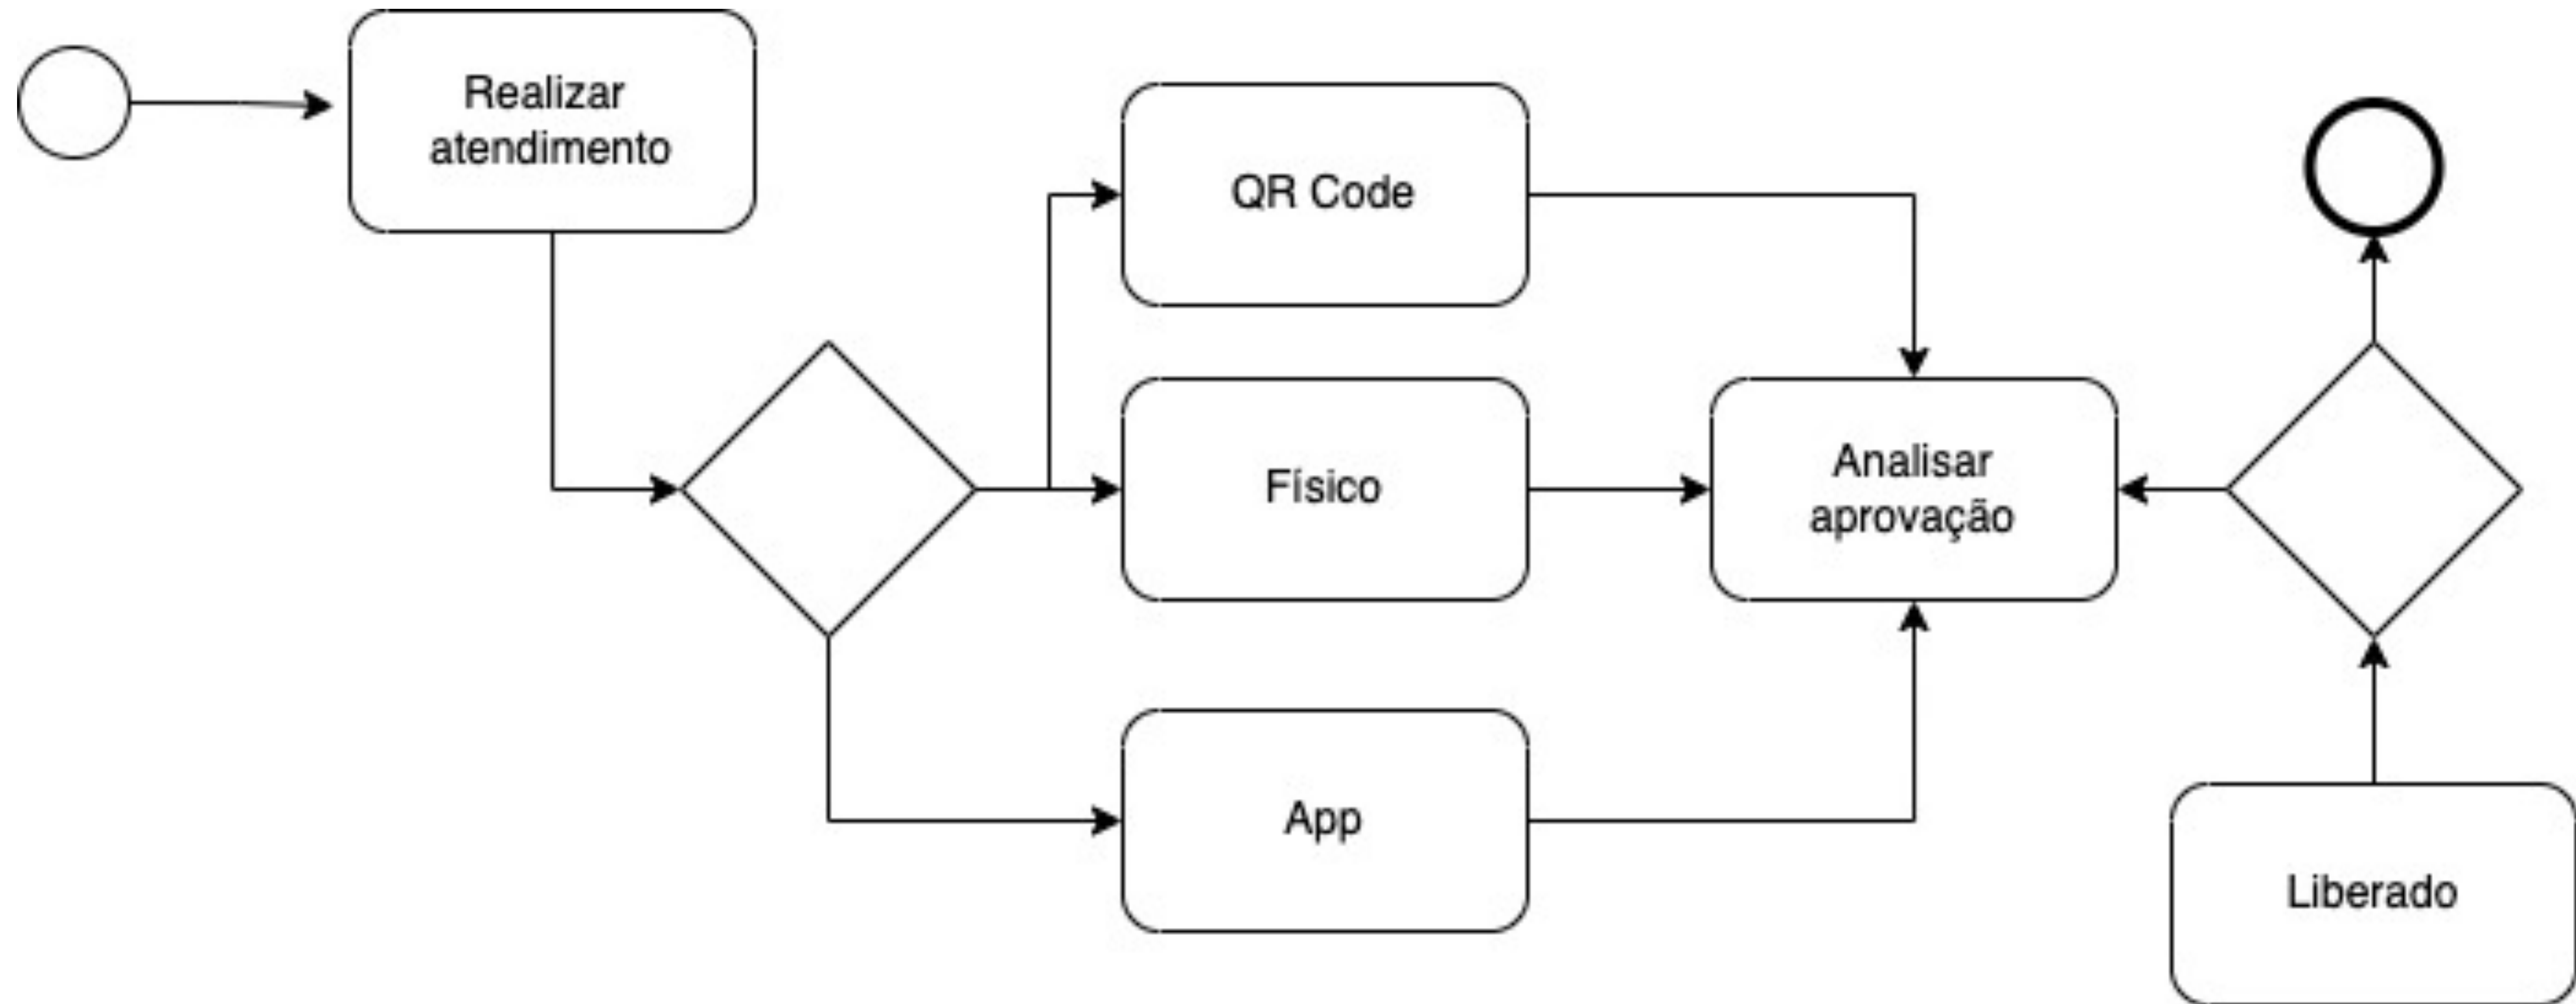 Realizar
atendimento
QR Code
Físico
Analisar
aprovação
App
Liberado